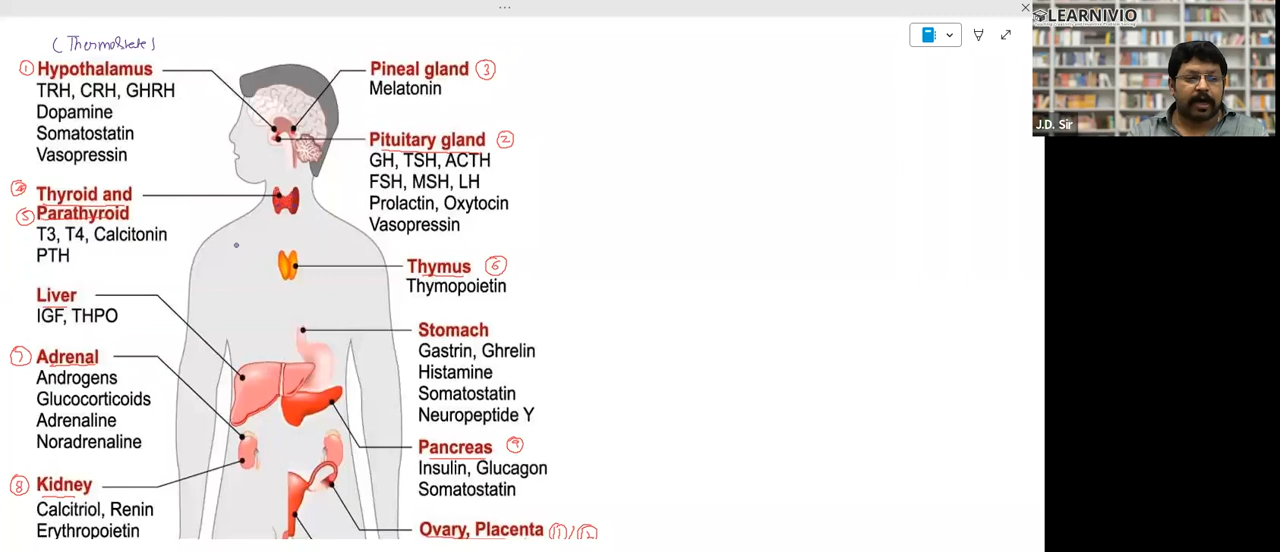 LEARNIVIO
J.D. Sir
① Hypothalamus
TRH, CRH, GHRH
Dopamine
Somatostatin
Vasopressin
Pineal gland ③
Melatonin
Pituitary gland ②
GH, TSH, ACTH
FSH, MSH, LH
Prolactin, Oxytocin
Vasopressin
④ Thyroid and
⑤ Parathyroid
T3, T4, Calcitonin
PTH
Thymus ⑥
Thymopoietin
Liver
IGF, THPO
Stomach
Gastrin, Ghrelin
Histamine
Somatostatin
Neuropeptide Y
⑦ Adrenal
Androgens
Glucocorticoids
Adrenaline
Noradrenaline
Pancreas ⑨
Insulin, Glucagon
Somatostatin
⑧ Kidney
Calcitriol, Renin
Erythropoietin
Ovary, Placenta